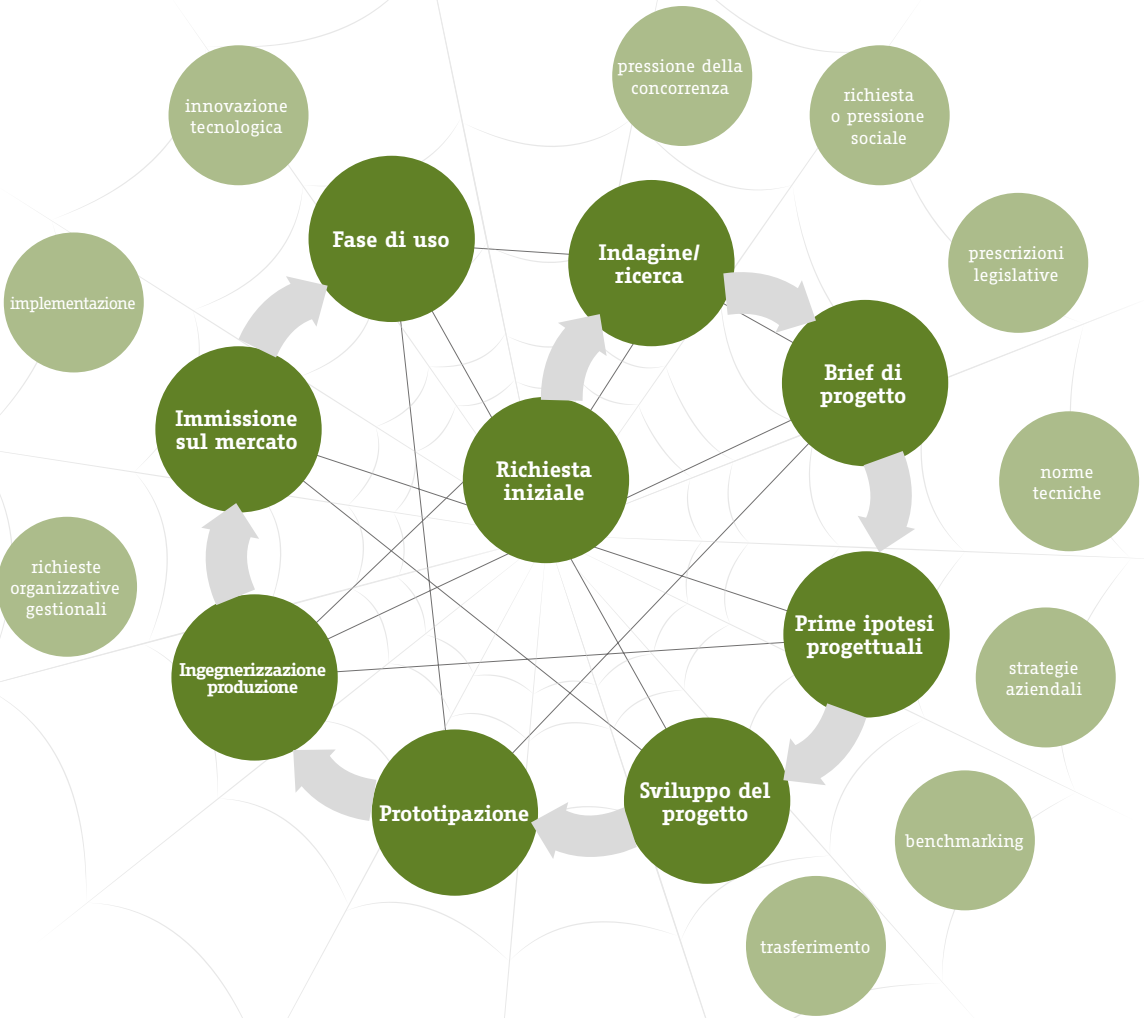 pressione della
concorrenza
richiesta
o pressione
sociale
innovazione
tecnologica
prescrizioni
legislative
implementazione
norme
tecniche
richieste
organizzative
gestionali
strategie
aziendali
benchmarking
trasferimento
Richiesta
iniziale
Indagine/
ricerca
Brief di
progetto
Prime ipotesi
progettuali
Sviluppo del
progetto
Prototipazione
Ingegnerizzazione
produzione
Immissione
sul mercato
Fase di uso